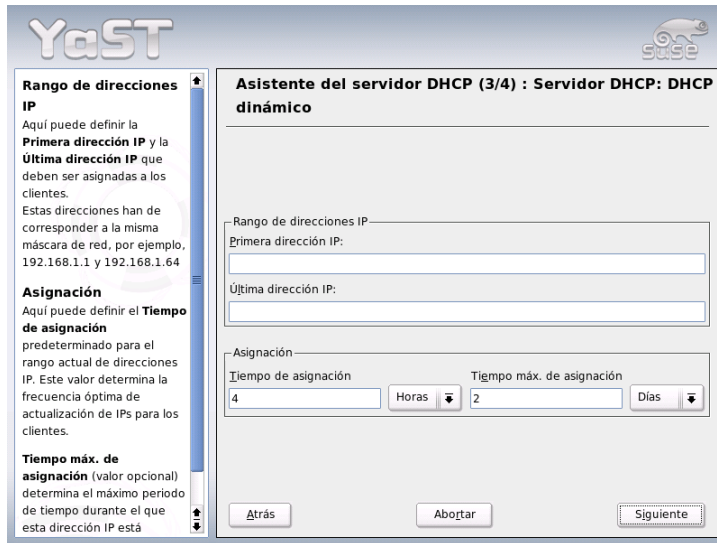 YaST
SUSE
Rango de direcciones
IP
Aquí puede definir la
Primera dirección IP y la
Última dirección IP que
deben ser asignadas a los
clientes.
Estas direcciones han de
corresponder a la misma
máscara de red, por ejemplo,
192.168.1.1 y 192.168.1.64
Asignación
Aquí puede definir el Tiempo
de asignación
predeterminado para el
rango actual de direcciones
IP. Este valor determina la
frecuencia óptima de
actualización de IPs para los
clientes.
Tiempo máx. de
asignación (valor opcional)
determina el máximo periodo
de tiempo durante el que
esta dirección IP está
Asistente del servidor DHCP (3/4) : Servidor DHCP: DHCP
dinámico
Rango de direcciones IP
Primera dirección IP:
Última dirección IP:
Asignación
Tiempo de asignación
4
Horas
Tiempo máx. de asignación
2
Días
Atrás
Abortar
Siguiente